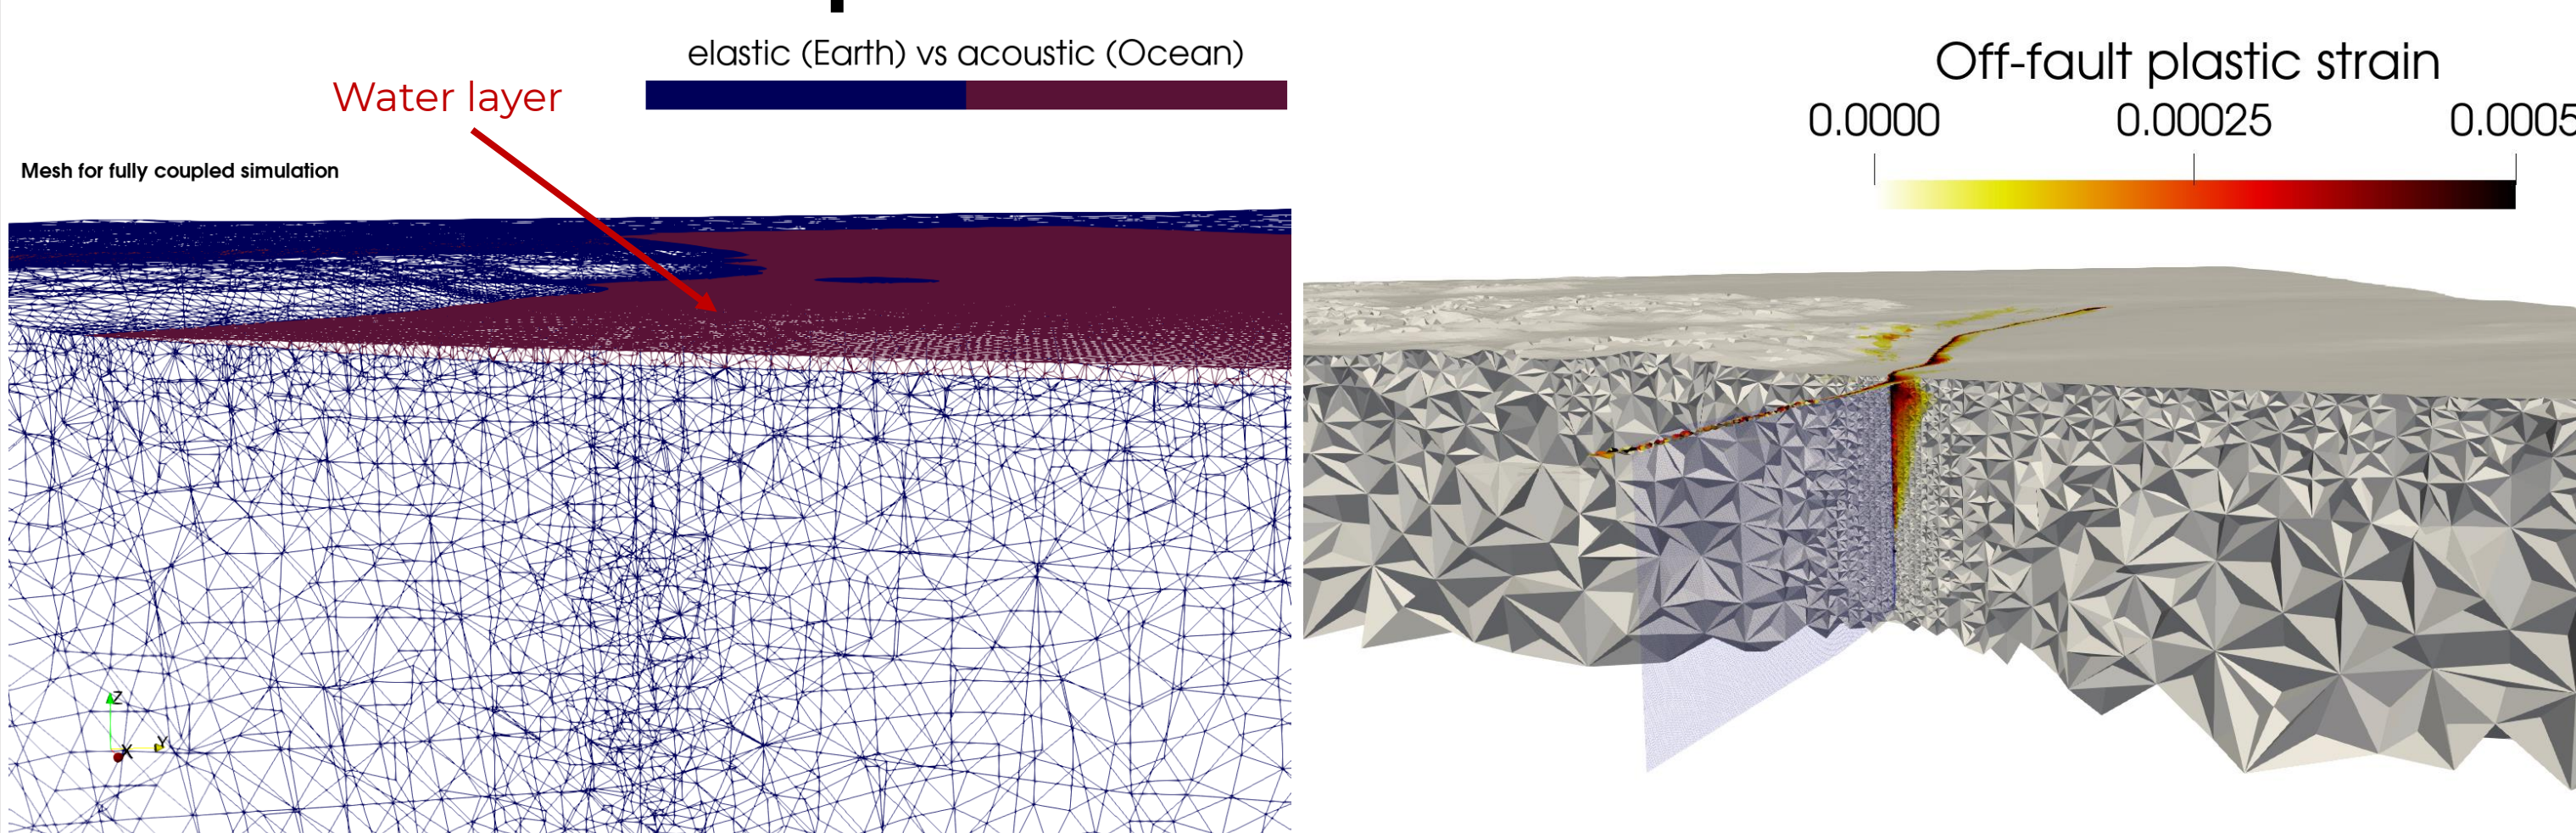 elastic (Earth) vs acoustic (Ocean)
Water layer
Mesh for fully coupled simulation
Z
Y
X
Off-fault plastic strain
0.0000 0.00025 0.0005